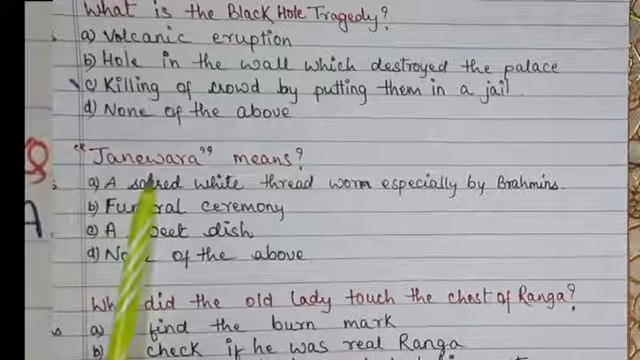 What is the Black Hole Tragedy?
a) Volcanic eruption
b) Hole in the wall which destroyed the palace
c) Killing of crowd by putting them in a jail
d) None of the above
8 "Janewara" means?
a) A white thread worn especially by Brahmins.
A b) ceremony
c) A dish
d) of the above
Why did the old lady touch the chest of Ranga?
a) find the burn mark
b) check if he was real Ranga